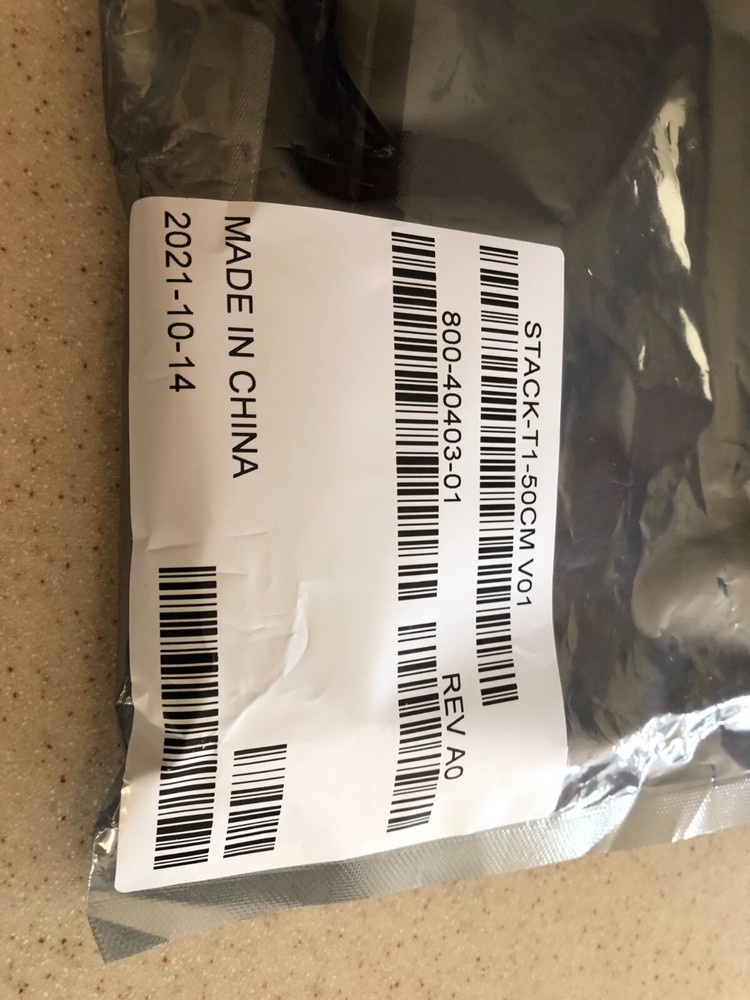 STACK-T1-50CM V01
800-40403-01 REV A0
MADE IN CHINA
2021-10-14